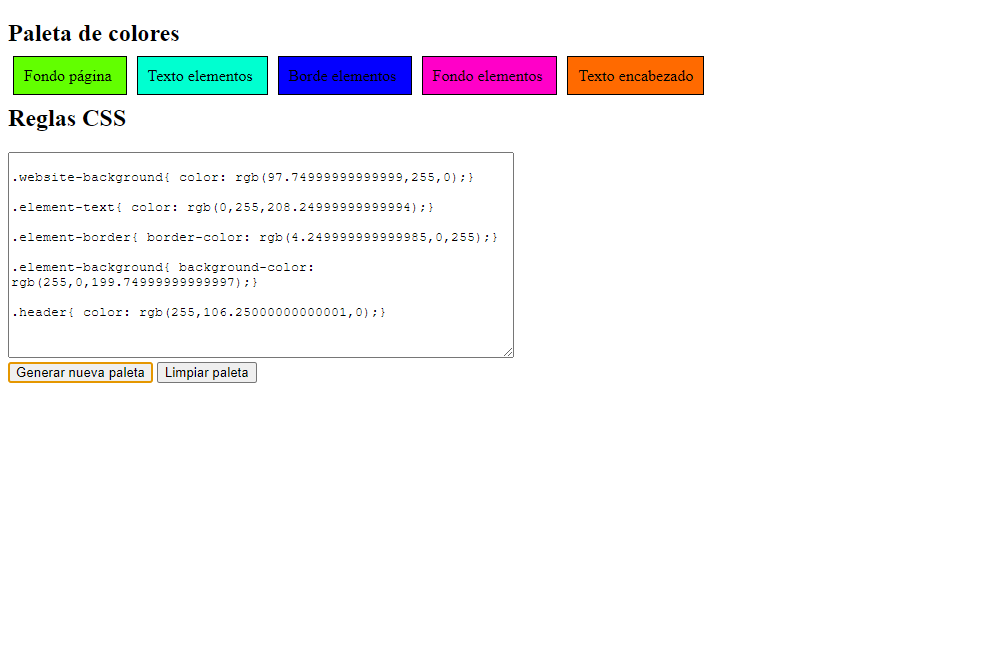 Paleta de colores
Fondo página Texto elementos Borde elementos Fondo elementos Texto encabezado
Reglas CSS
.website-background{ color: rgb(97.74999999999999,255,0);}
.element-text{ color: rgb(0,255,208.24999999999994);}
.element-border{ border-color: rgb(4.249999999999985,0,255);}
.element-background{ background-color:
rgb(255,0,199.74999999999997);}
.header{ color: rgb(255,106.25000000000001,0);}
Generar nueva paleta Limpiar paleta